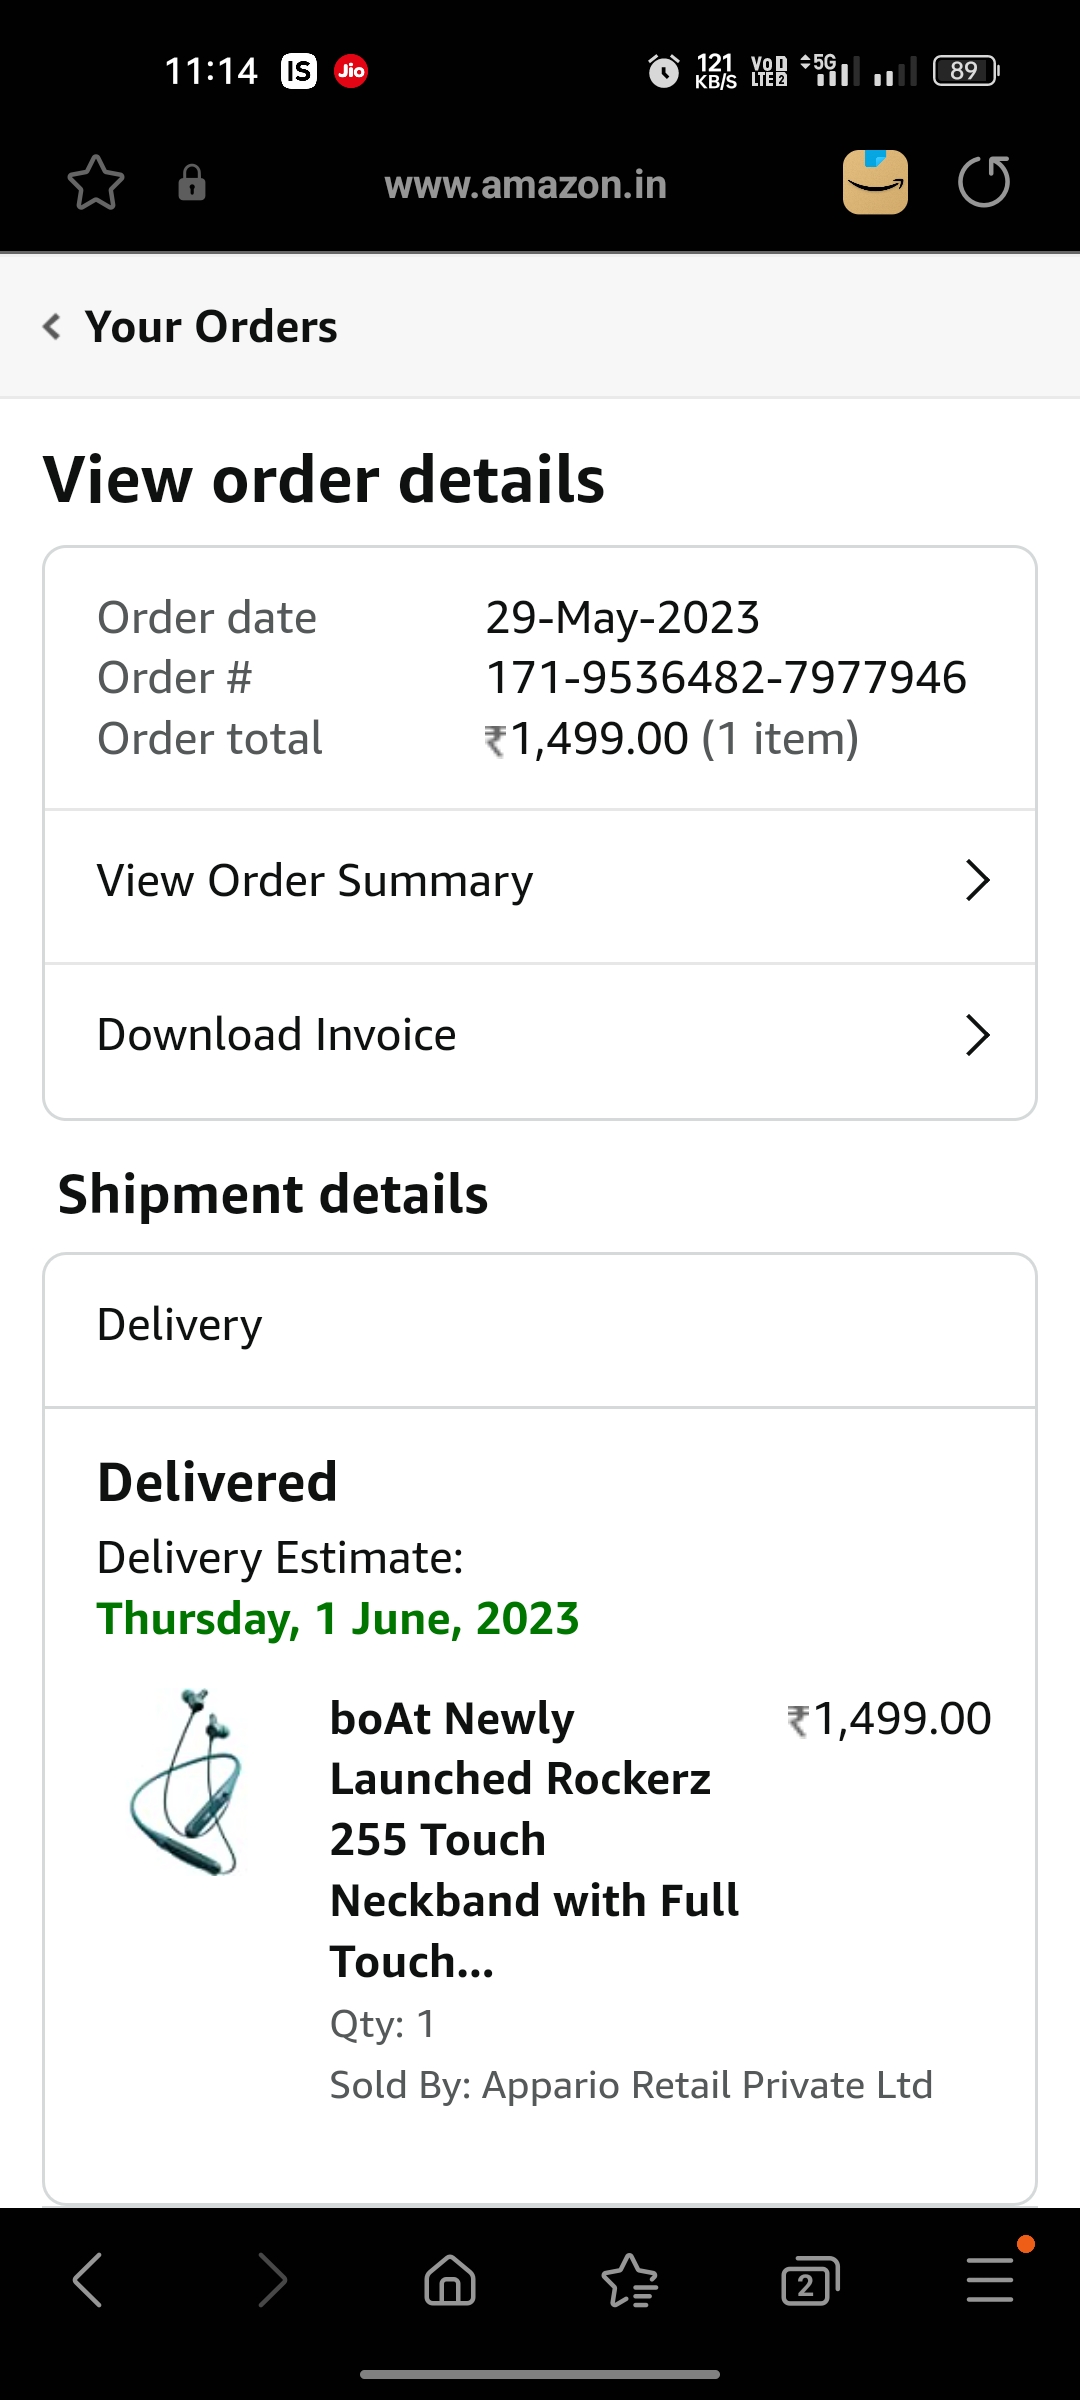 11:14 IS Jio 121 KB/S VoD LTE2 5G 89
www.amazon.in
Your Orders
View order details
Order date 29-May-2023
Order # 171-9536482-7977946
Order total ₹1,499.00 (1 item)
View Order Summary
Download Invoice
Shipment details
Delivery
Delivered
Delivery Estimate:
Thursday, 1 June, 2023
boAt Newly ₹1,499.00
Launched Rockerz
255 Touch
Neckband with Full
Touch...
Qty: 1
Sold By: Appario Retail Private Ltd
2